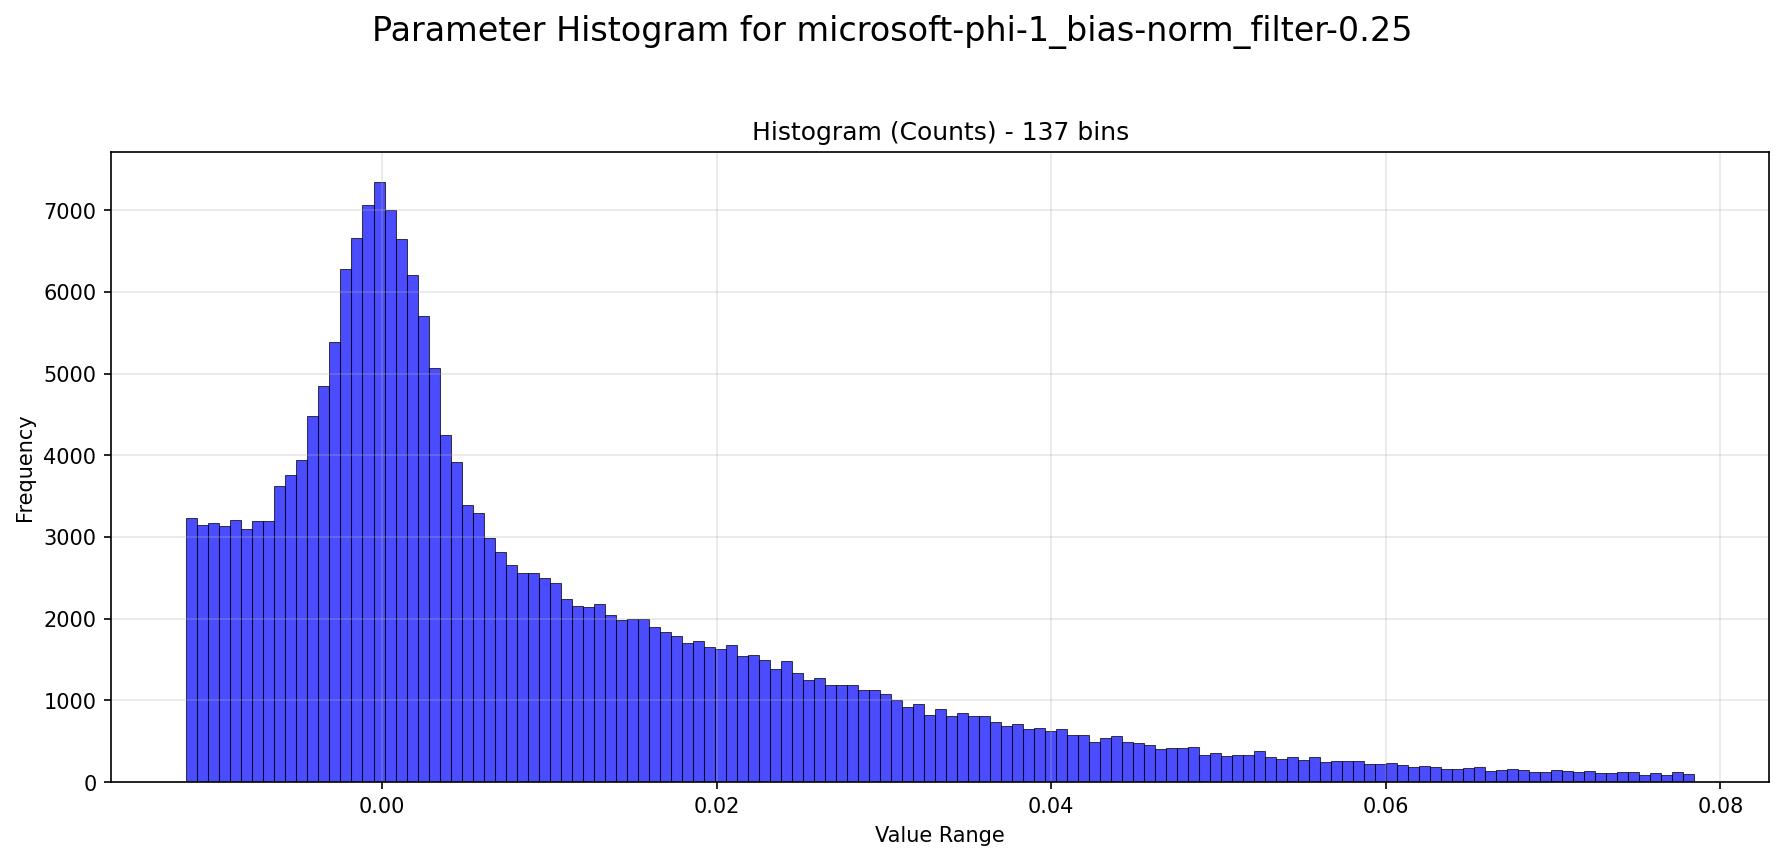 Parameter Histogram for microsoft-phi-1_bias-norm_filter-0.25
Histogram (Counts) - 137 bins
7000
6000
5000
4000
3000
2000
1000
0
Frequency
0.00 0.02 0.04 0.06 0.08
Value Range